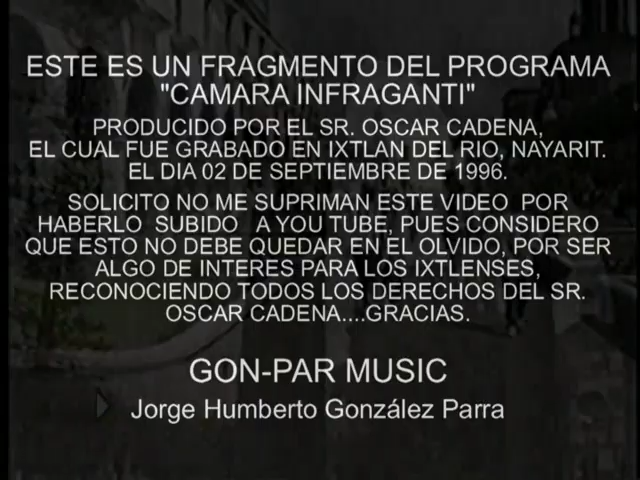 ESTE ES UN FRAGMENTO DEL PROGRAMA
"CAMARA INFRAGANTI"
PRODUCIDO POR EL SR. OSCAR CADENA,
EL CUAL FUE GRABADO EN IXTLAN DEL RIO, NAYARIT.
EL DIA 02 DE SEPTIEMBRE DE 1996.
SOLICITO NO ME SUPRIMAN ESTE VIDEO POR
HABERLO SUBIDO A YOU TUBE, PUES CONSIDERO
QUE ESTO NO DEBE QUEDAR EN EL OLVIDO, POR SER
ALGO DE INTERES PARA LOS IXTLENSES,
RECONOCIENDO TODOS LOS DERECHOS DEL SR.
OSCAR CADENA....GRACIAS.
GON-PAR MUSIC
Jorge Humberto González Parra